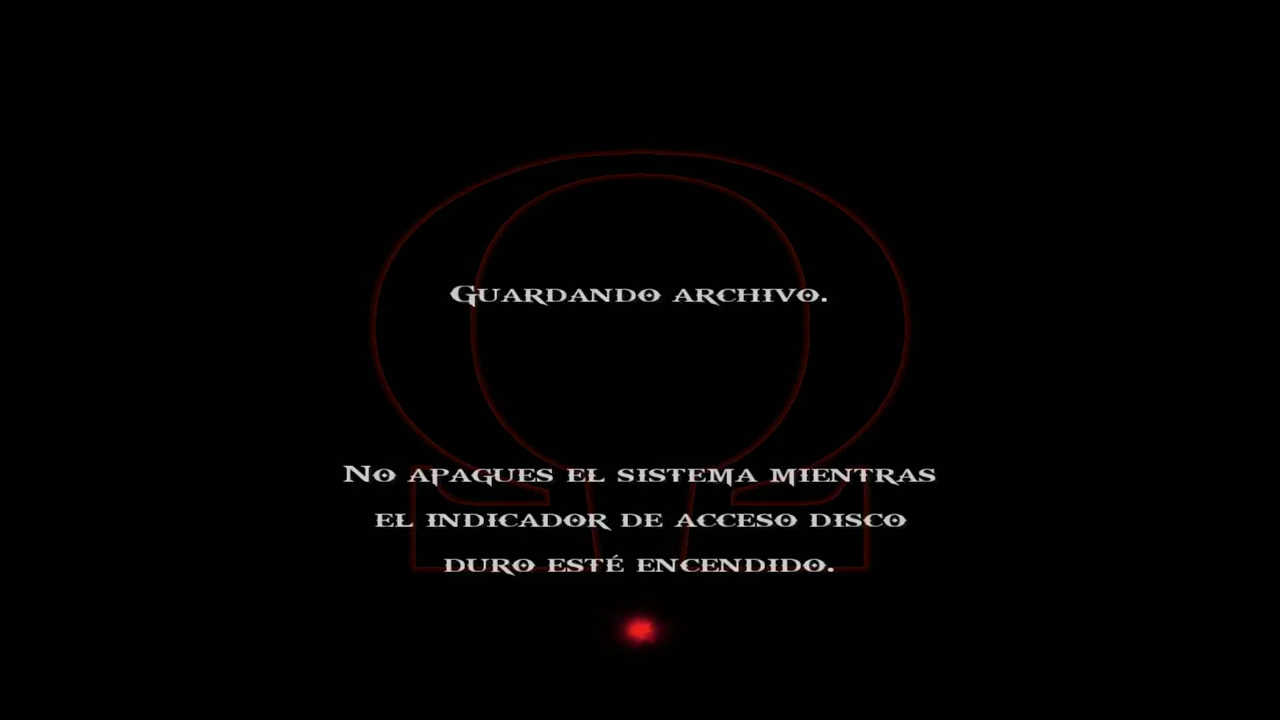 Guardando archivo.
No apagues el sistema mientras
el indicador de acceso disco
duro esté encendido.